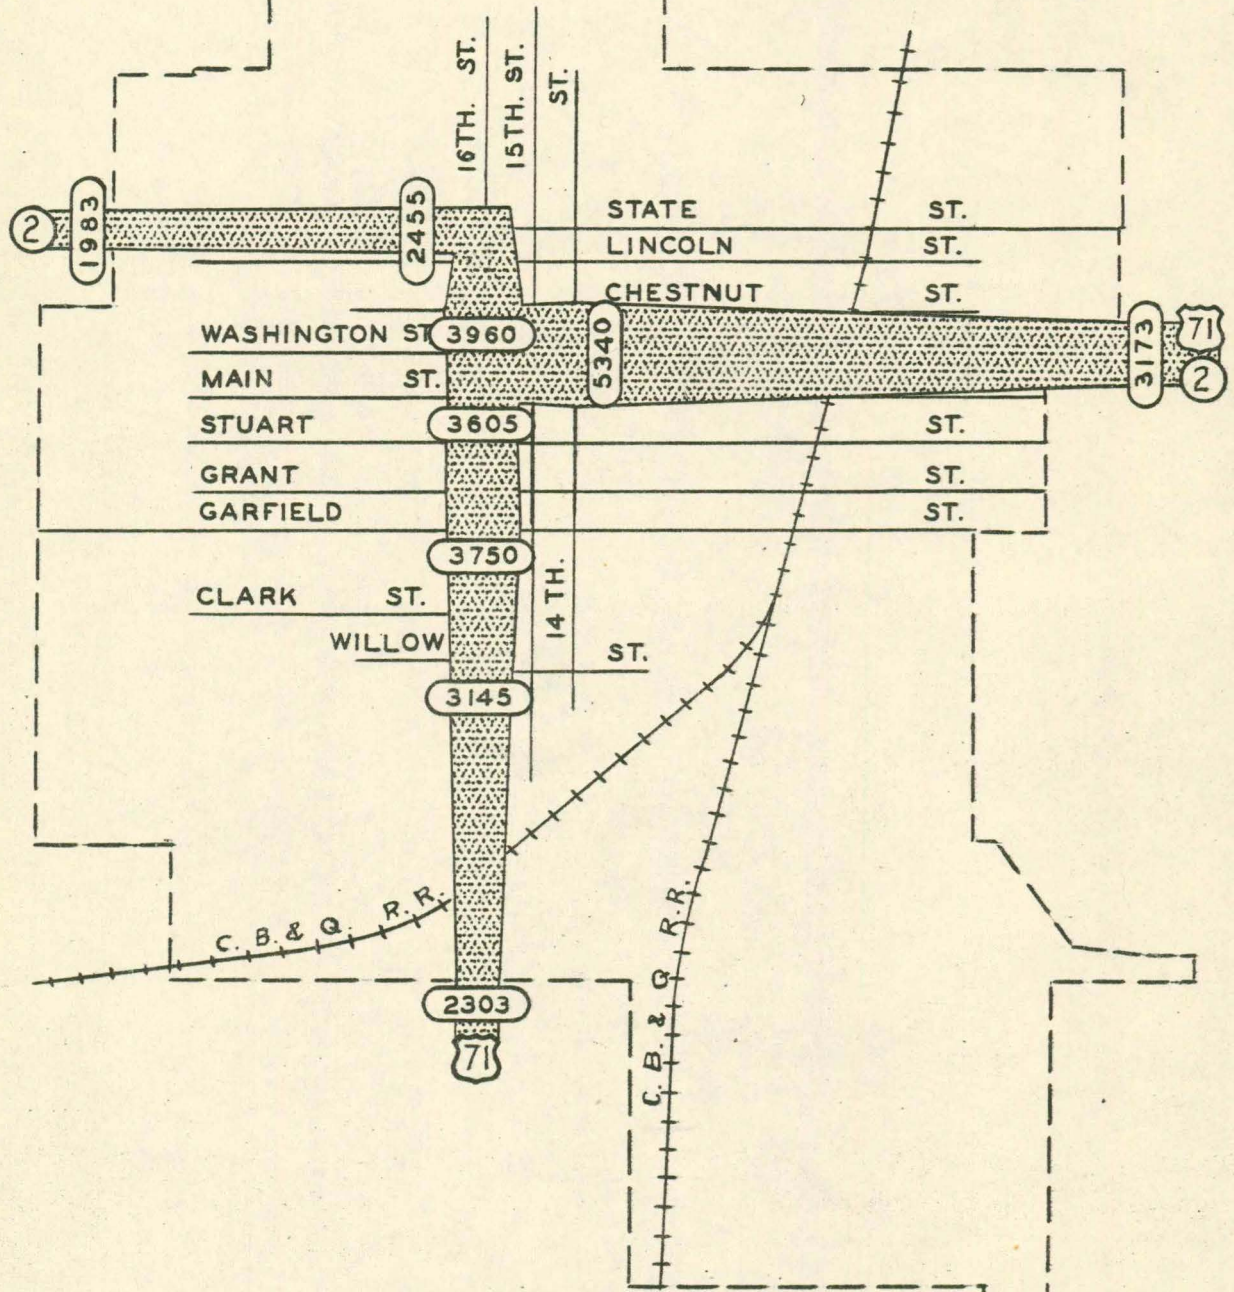 16TH. ST.
15TH. ST.
ST.
2
1983
2455
STATE ST.
LINCOLN ST.
CHESTNUT ST.
WASHINGTON ST.
3960
5340
3173
71
2
MAIN ST.
STUART ST.
3605
GRANT ST.
GARFIELD ST.
3750
14 TH.
CLARK ST.
WILLOW ST.
3145
C. B. & Q. R. R.
C. B. & Q R.R.
2303
71